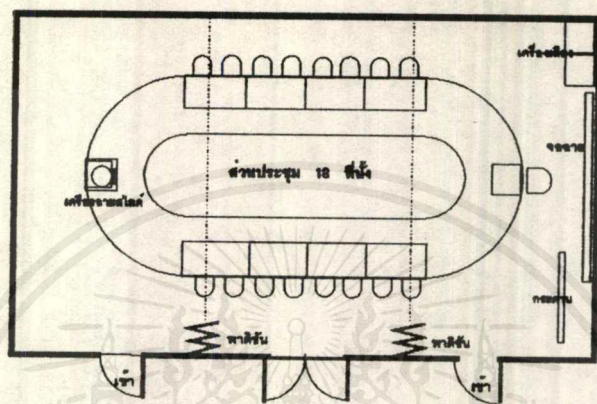 เครื่องเสียง
จอฉาย
ส่วนประชุม 18 ที่นั่ง
เครื่องฉายสไลด์
กระดาน
พาติชัน
พาติชัน
เข้า
เข้า